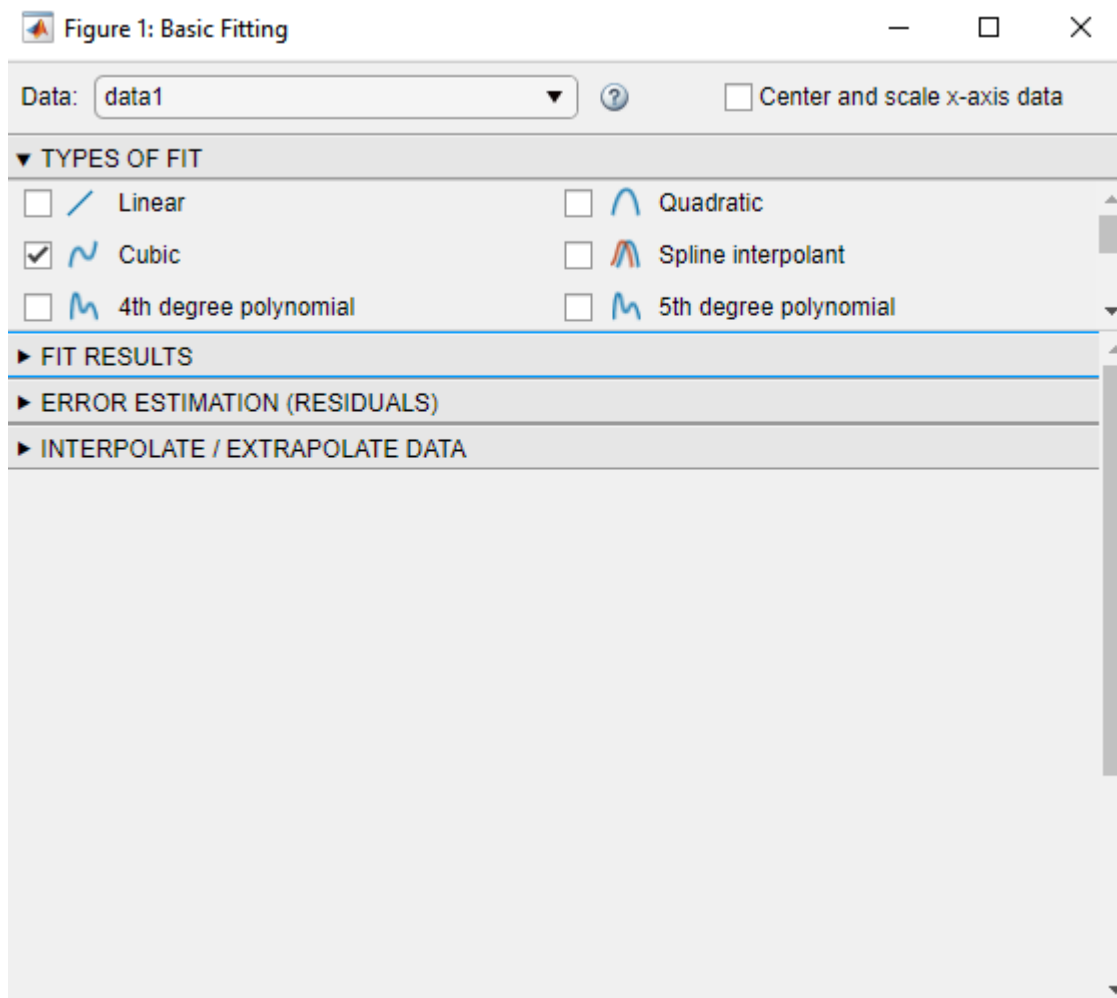 Figure 1: Basic Fitting
Data: data1 Center and scale x-axis data
TYPES OF FIT
Linear Quadratic
Cubic Spline interpolant
4th degree polynomial 5th degree polynomial
FIT RESULTS
ERROR ESTIMATION (RESIDUALS)
INTERPOLATE / EXTRAPOLATE DATA